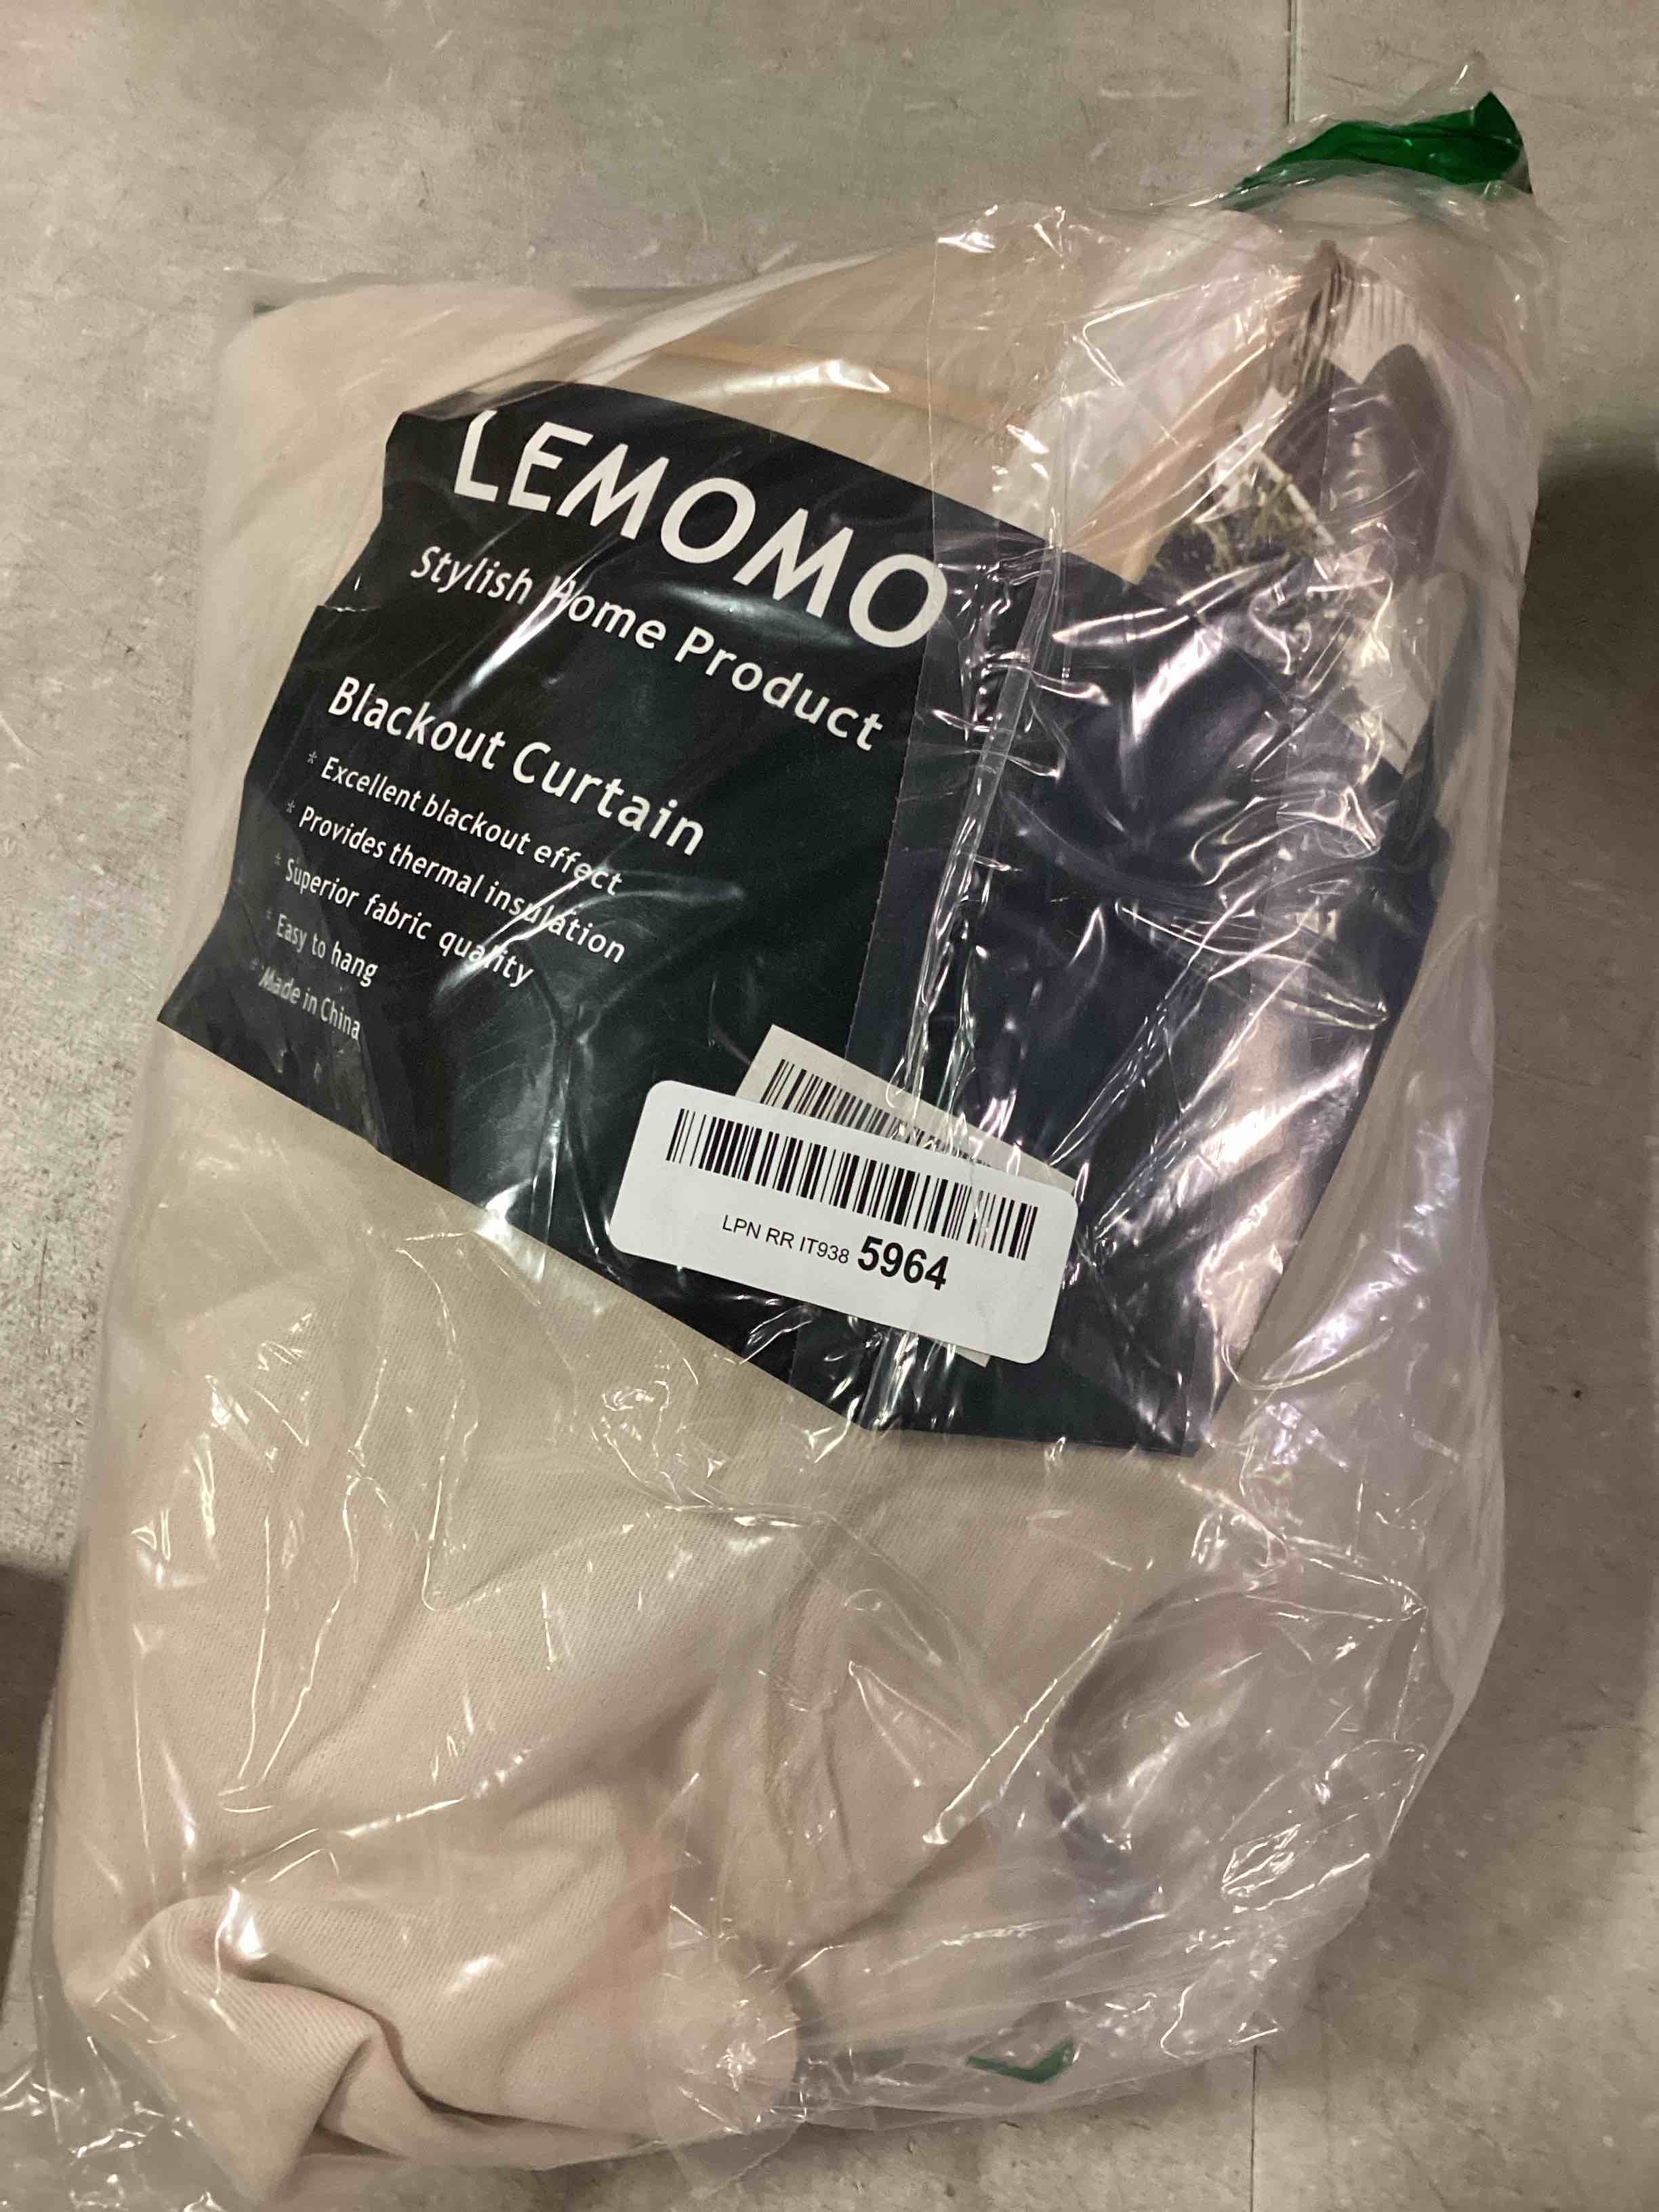 LEMOMO
Stylish Home Product
Blackout Curtain
* Excellent blackout effect
* Provides thermal insulation
* Superior fabric quality
* Easy to hang
* Made in China
LPN RR IT938 5964